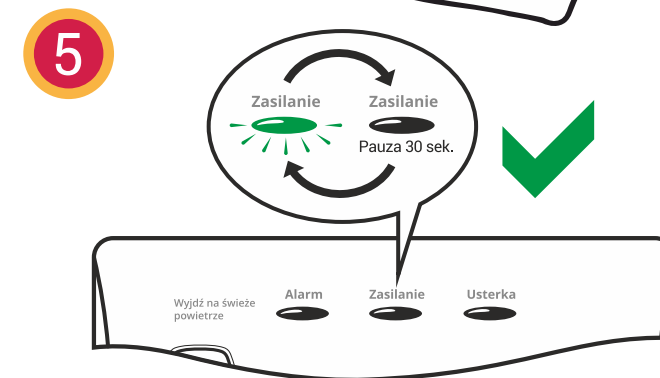 5
Zasilanie Zasilanie
Pauza 30 sek.
Alarm Zasilanie Usterka
Wyjdź na świeże
powietrze